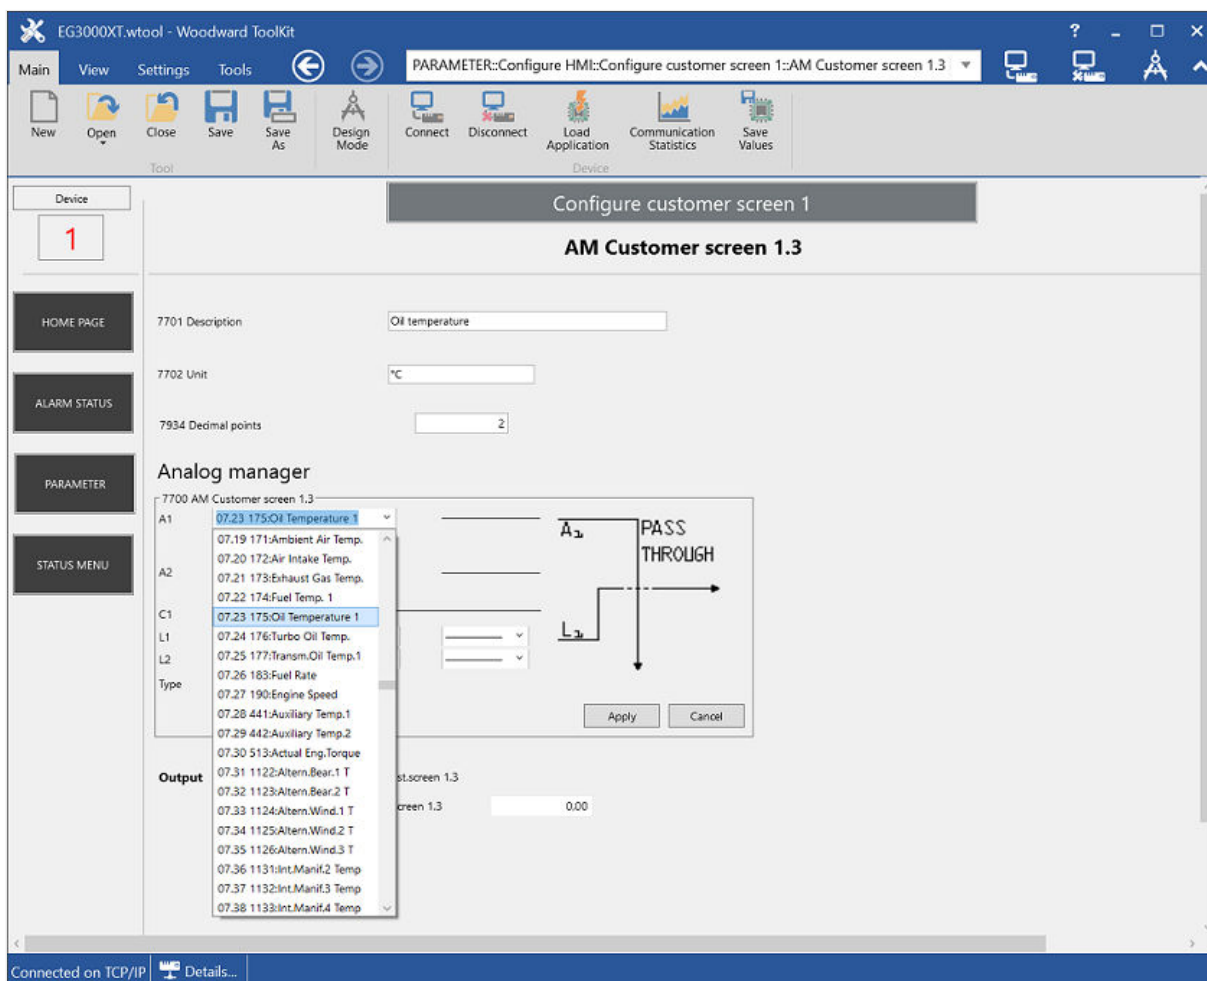 EG3000XT.wtool - Woodward ToolKit
?
Main View Settings Tools
PARAMETER::Configure HMI::Configure customer screen 1::AM Customer screen 1.3
New Open Close Save Save As Design Mode Connect Disconnect Load Application Communication Statistics Save Values
Tool Device
Device
1
Configure customer screen 1
AM Customer screen 1.3
HOME PAGE
ALARM STATUS
PARAMETER
STATUS MENU
7701 Description Oil temperature
7702 Unit °C
7934 Decimal points 2
Analog manager
7700 AM Customer screen 1.3
A1 07.23 175:Oil Temperature 1
A2
C1
L1
L2
Type
07.19 171:Ambient Air Temp.
07.20 172:Air Intake Temp.
07.21 173:Exhaust Gas Temp.
07.22 174:Fuel Temp. 1
07.23 175:Oil Temperature 1
07.24 176:Turbo Oil Temp.
07.25 177:Transm.Oil Temp.1
07.26 183:Fuel Rate
07.27 190:Engine Speed
07.28 441:Auxiliary Temp.1
07.29 442:Auxiliary Temp.2
07.30 513:Actual Eng.Torque
07.31 1122:Altern.Bear.1 T
07.32 1123:Altern.Bear.2 T
07.33 1124:Altern.Wind.1 T
07.34 1125:Altern.Wind.2 T
07.35 1126:Altern.Wind.3 T
07.36 1131:Int.Manif.2 Temp
07.37 1132:Int.Manif.3 Temp
07.38 1133:Int.Manif.4 Temp
A1
PASS
THROUGH
L1
Apply Cancel
Output
st.screen 1.3
creen 1.3 0.00
Connected on TCP/IP Details...